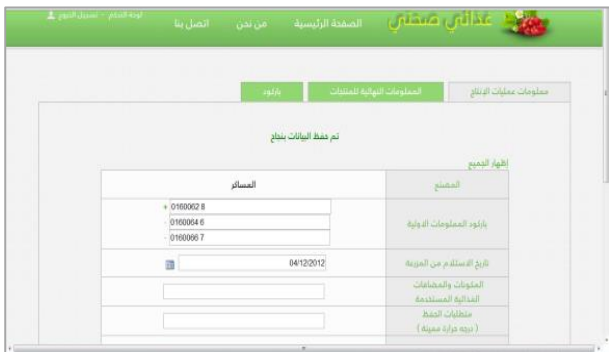 لوحة التحكم - تسجيل الخروج
غذائي صحتي
الصفحة الرئيسية من نحن اتصل بنا
معلومات عمليات الإنتاج المعلومات النهائية للمنتجات باركود
تم حفظ البيانات بنجاح
إظهار الجميع
المصنع
المساكر
باركود المعلومات الاولية
+ 0160062 8
- 0160064 6
- 0160066 7
تاريخ الاستلام من المزرعة
04/12/2012
المكونات والمضافات
الغذائية المستخدمة
متطلبات الحفظ
( درجه حرارة معينة )